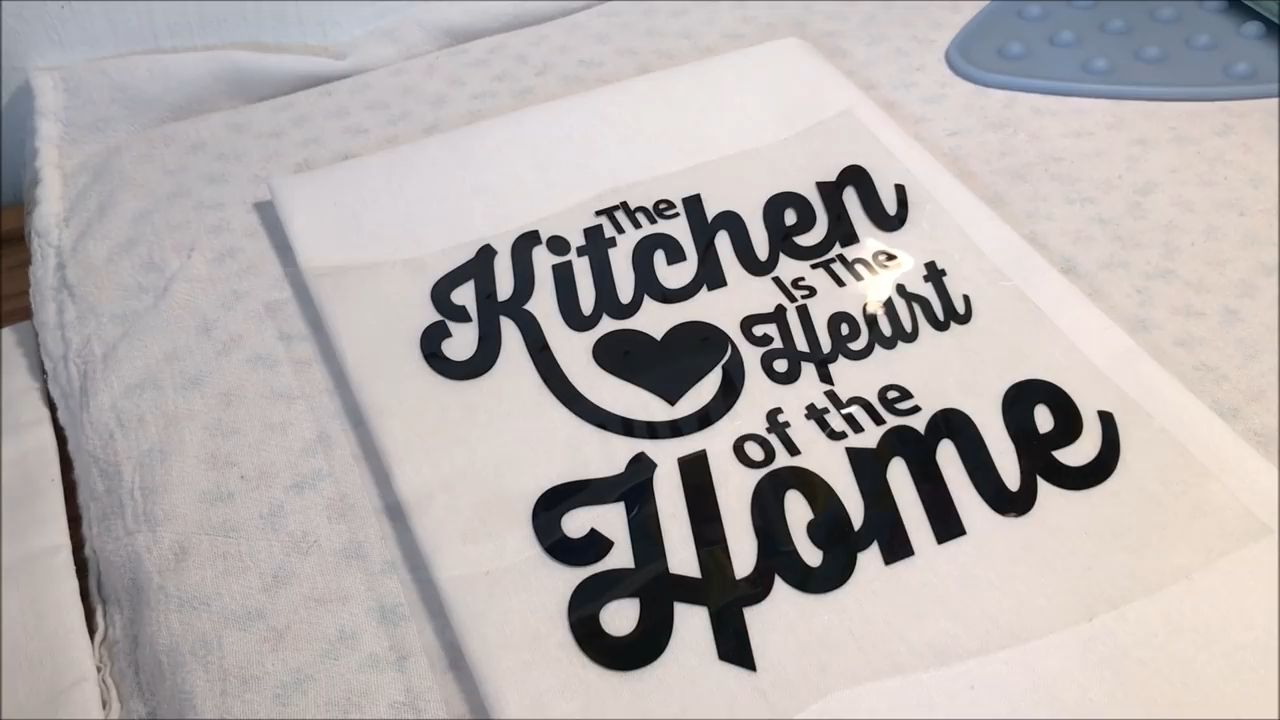 The
Kitchen
Is The
Heart
of the
Home